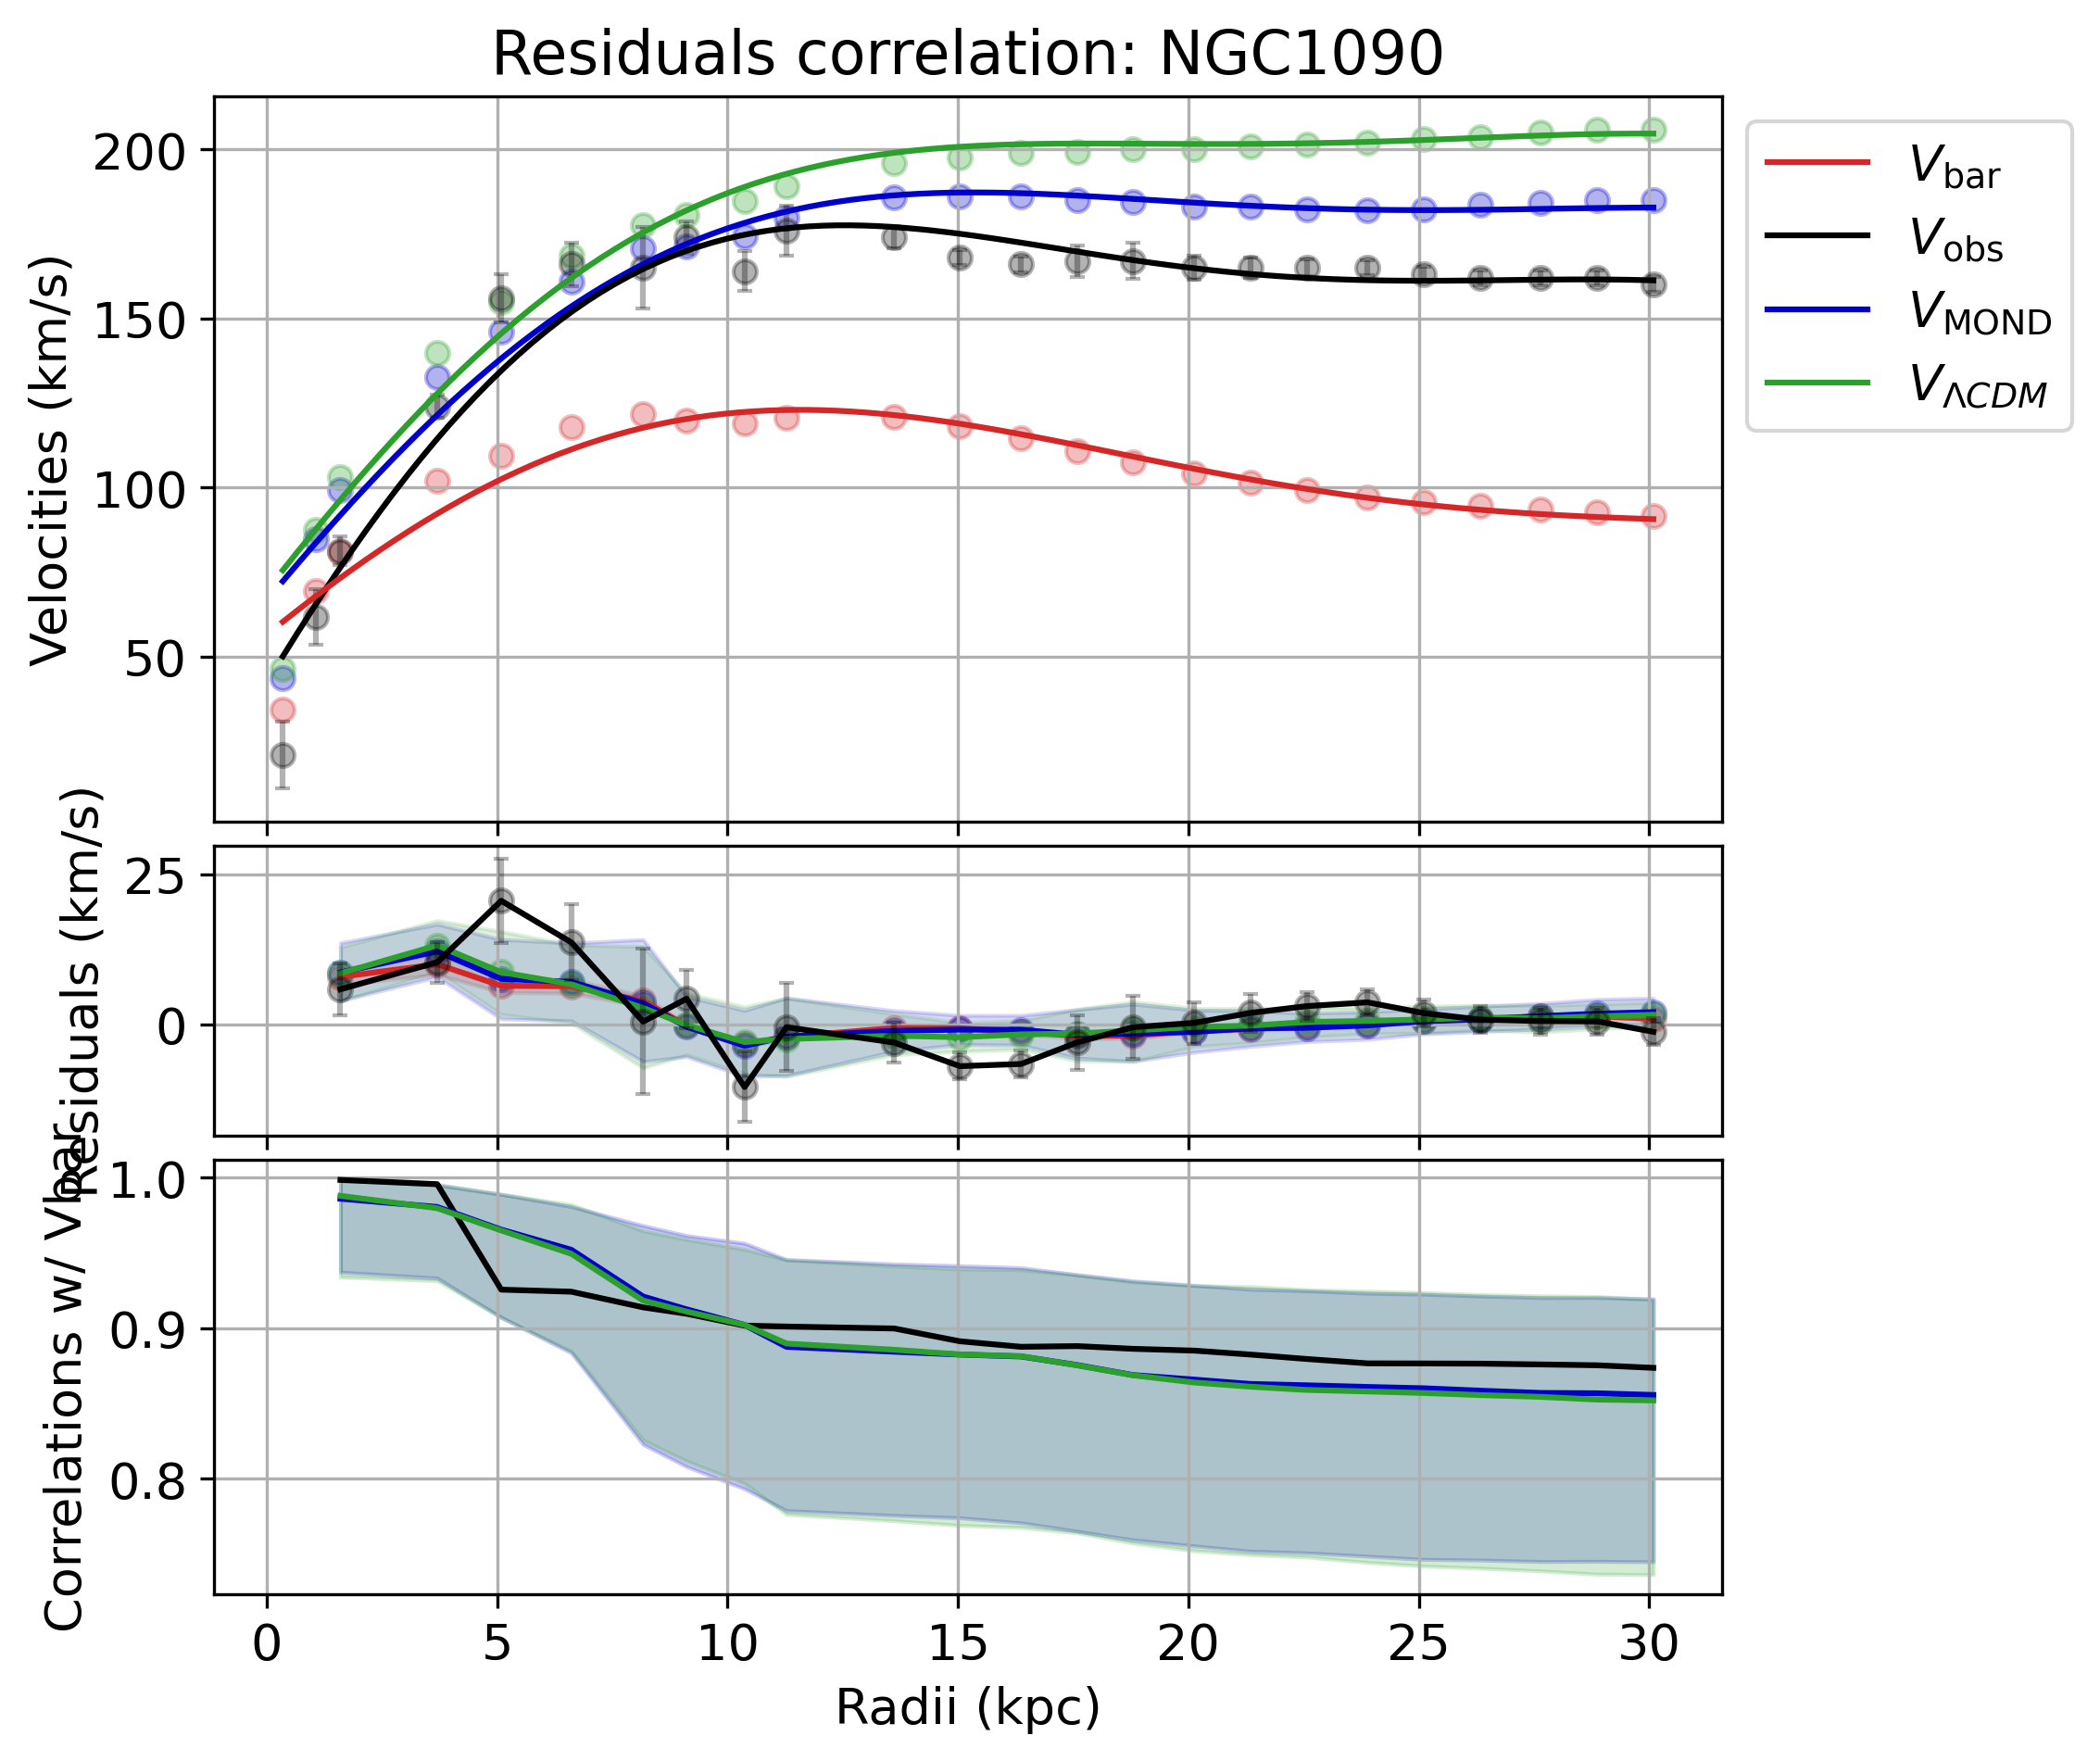 Residuals correlation: NGC1090
Velocities (km/s)
200
150
100
50
V_bar
V_obs
V_MOND
V_ΛCDM
Residuals (km/s)
25
0
Correlations w/ Vbar
1.0
0.9
0.8
0 5 10 15 20 25 30
Radii (kpc)